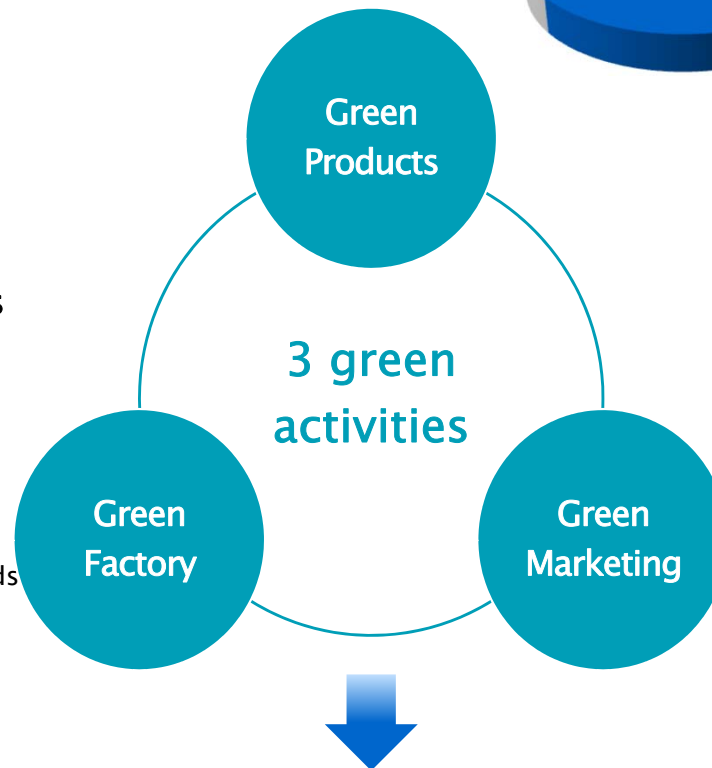 Green
Products
3 green
activities
Green
Factory
Green
Marketing